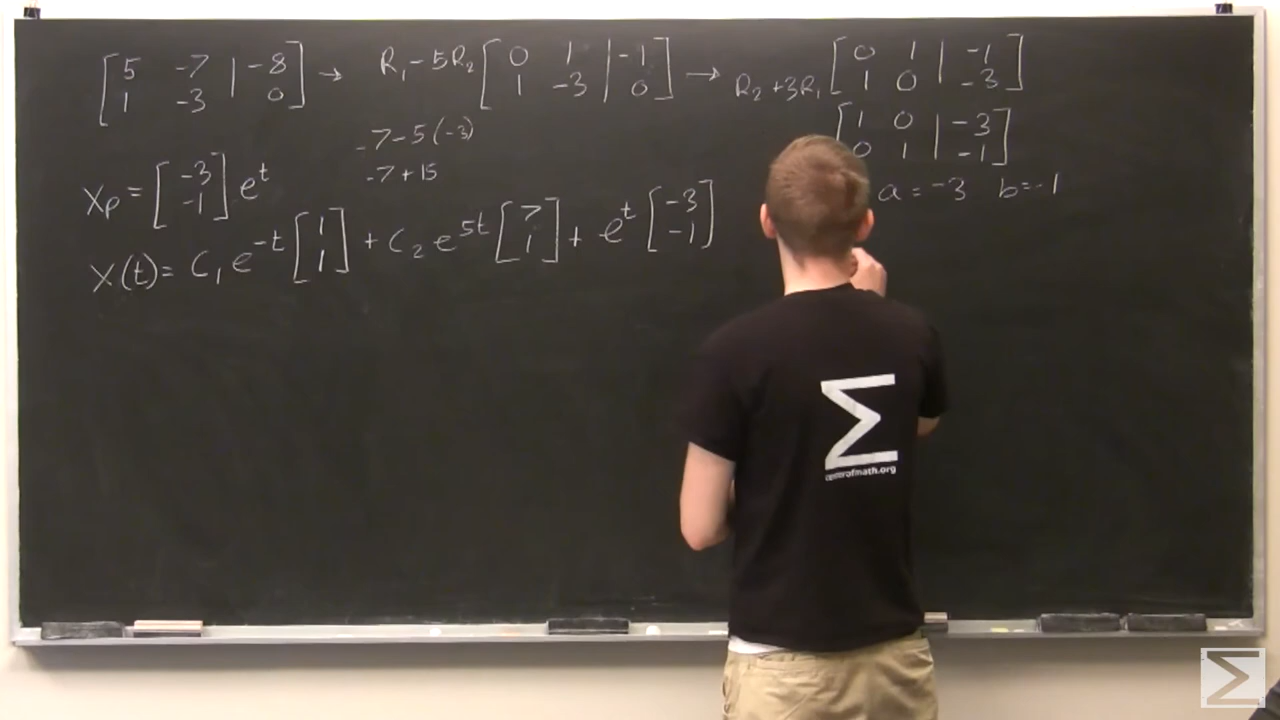 [5 -7 | -8] → R₁-5R₂ [0 1 | -1] → [0 1 | -1]
[1 -3 | 0] [1 -3 | 0] R₂+3R₁ [1 0 | -3]
-7-5(-3) [1 0 | -3]
-7+15 [0 1 | -1]
Xp = [-3 -1] eᵗ
a=-3 b=-1
X(t)= C₁ e^-t [1 1] + C₂ e^5t [7 1] + e^t [-3 -1]
Σ
centerofmath.org
Σ